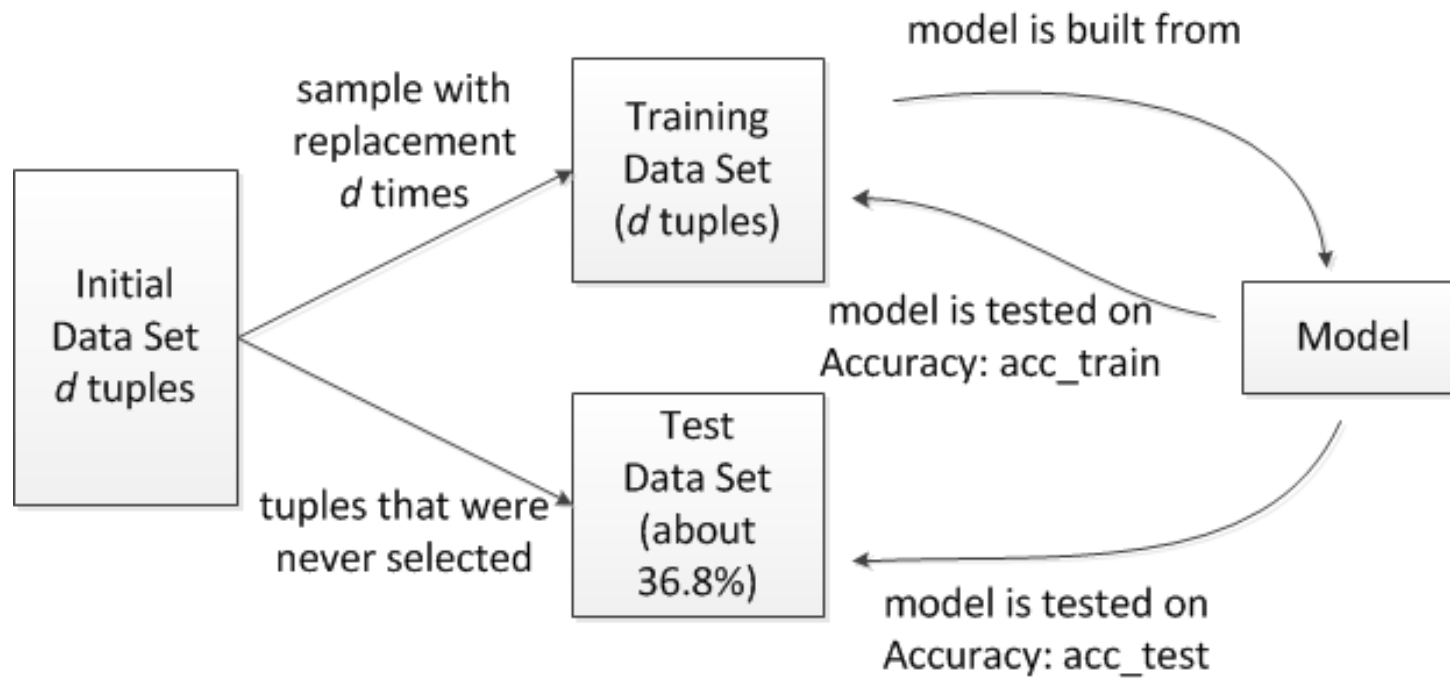 Initial
Data Set
d tuples
sample with
replacement
d times
tuples that were
never selected
Training
Data Set
(d tuples)
Test
Data Set
(about
36.8%)
model is built from
model is tested on
Accuracy: acc_train
Model
model is tested on
Accuracy: acc_test